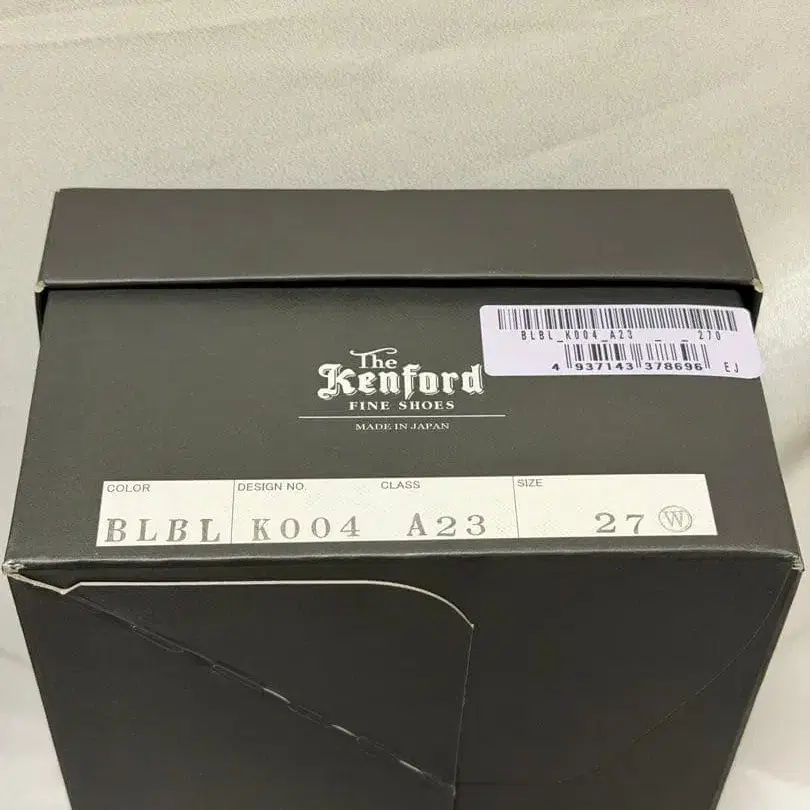 BLBL_K004_A23 _ _270
4 937143 378696 EJ
The
Kenford
FINE SHOES
MADE IN JAPAN
COLOR DESIGN NO. CLASS SIZE
BLBL K004 A23 27 W